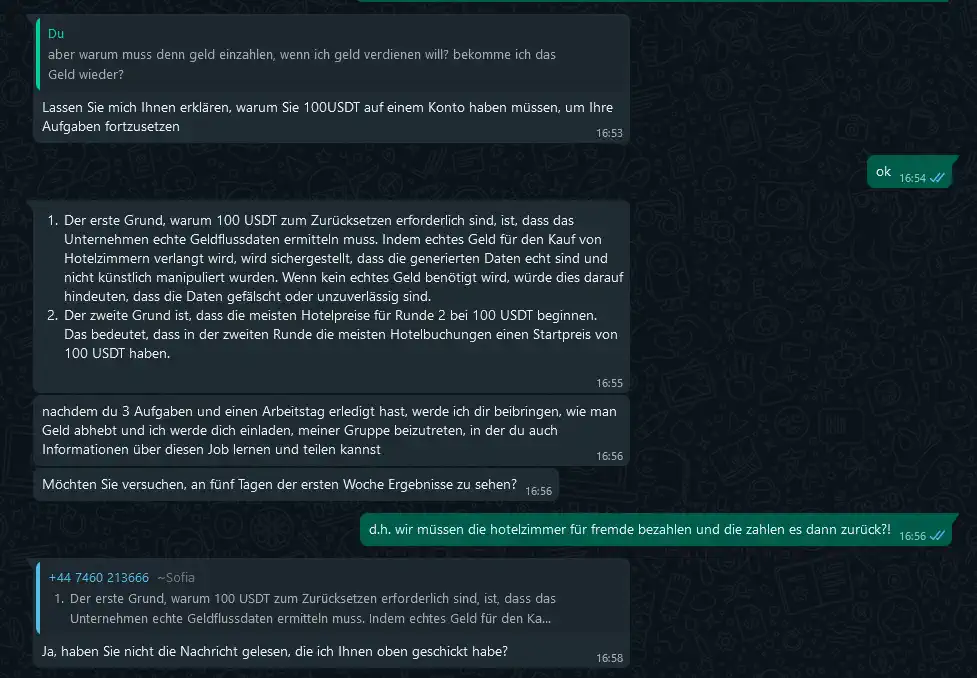 Du
aber warum muss denn geld einzahlen, wenn ich geld verdienen will? bekomme ich das
Geld wieder?
Lassen Sie mich Ihnen erklären, warum Sie 100USDT auf einem Konto haben müssen, um Ihre
Aufgaben fortzusetzen
16:53
ok 16:54
1. Der erste Grund, warum 100 USDT zum Zurücksetzen erforderlich sind, ist, dass das
Unternehmen echte Geldflussdaten ermitteln muss. Indem echtes Geld für den Kauf von
Hotelzimmern verlangt wird, wird sichergestellt, dass die generierten Daten echt sind und
nicht künstlich manipuliert wurden. Wenn kein echtes Geld benötigt wird, würde dies darauf
hindeuten, dass die Daten gefälscht oder unzuverlässig sind.
2. Der zweite Grund ist, dass die meisten Hotelpreise für Runde 2 bei 100 USDT beginnen.
Das bedeutet, dass in der zweiten Runde die meisten Hotelbuchungen einen Startpreis von
100 USDT haben.
16:55
nachdem du 3 Aufgaben und einen Arbeitstag erledigt hast, werde ich dir beibringen, wie man
Geld abhebt und ich werde dich einladen, meiner Gruppe beizutreten, in der du auch
Informationen über diesen Job lernen und teilen kannst
16:56
Möchten Sie versuchen, an fünf Tagen der ersten Woche Ergebnisse zu sehen? 16:56
d.h. wir müssen die hotelzimmer für fremde bezahlen und die zahlen es dann zurück?! 16:56
+44 7460 213666 ~Sofia
1. Der erste Grund, warum 100 USDT zum Zurücksetzen erforderlich sind, ist, dass das
Unternehmen echte Geldflussdaten ermitteln muss. Indem echtes Geld für den Ka...
Ja, haben Sie nicht die Nachricht gelesen, die ich Ihnen oben geschickt habe?
16:58